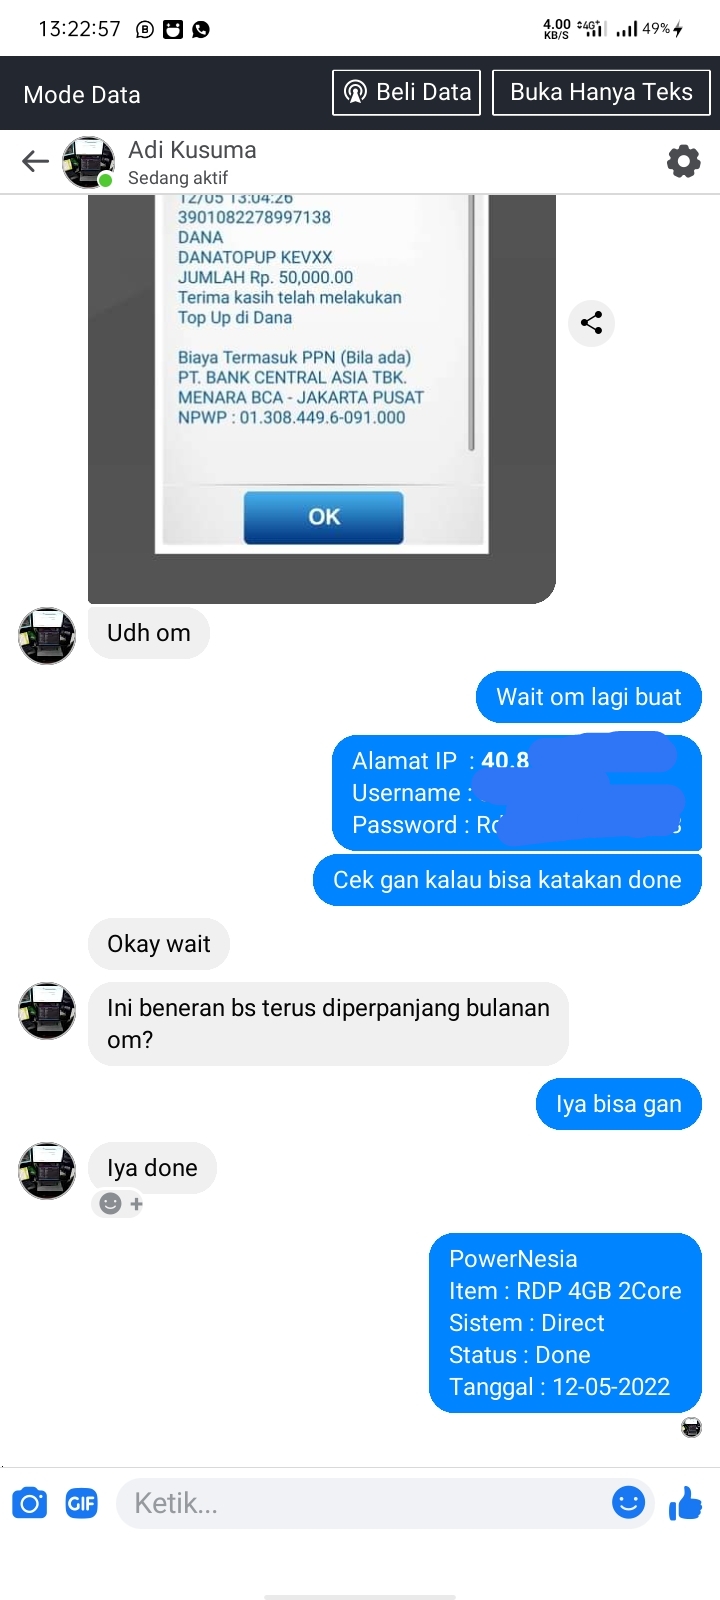 13:22:57
4.00 KB/S 4G+ 49%
Mode Data
Beli Data
Buka Hanya Teks
Adi Kusuma
Sedang aktif
12/05 13:04:26
3901082278997138
DANA
DANATOPUP KEVXX
JUMLAH Rp. 50,000.00
Terima kasih telah melakukan
Top Up di Dana
Biaya Termasuk PPN (Bila ada)
PT. BANK CENTRAL ASIA TBK.
MENARA BCA - JAKARTA PUSAT
NPWP : 01.308.449.6-091.000
OK
Udh om
Wait om lagi buat
Alamat IP : 40.8
Username :
Password :
Cek gan kalau bisa katakan done
Okay wait
Ini beneran bs terus diperpanjang bulanan
om?
Iya bisa gan
Iya done
PowerNesia
Item : RDP 4GB 2Core
Sistem : Direct
Status : Done
Tanggal : 12-05-2022
GIF
Ketik...